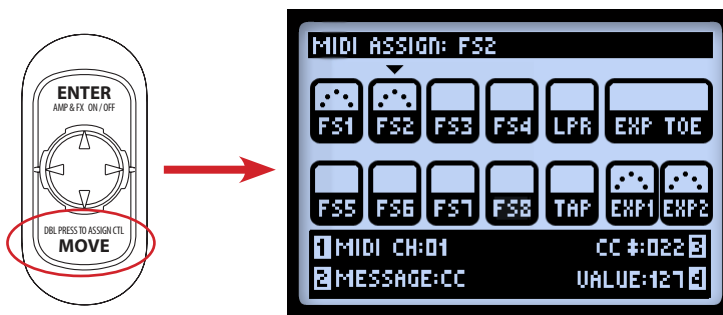 ENTER
AMP & FX ON / OFF
DBL PRESS TO ASSIGN CTL
MOVE
MIDI ASSIGN: FS2
FS1 FS2 FS3 FS4 LPR EXP TOE
FS5 FS6 FS7 FS8 TAP EXP1 EXP2
1 MIDI CH:01 CC #:022 3
2 MESSAGE:CC VALUE:127 4